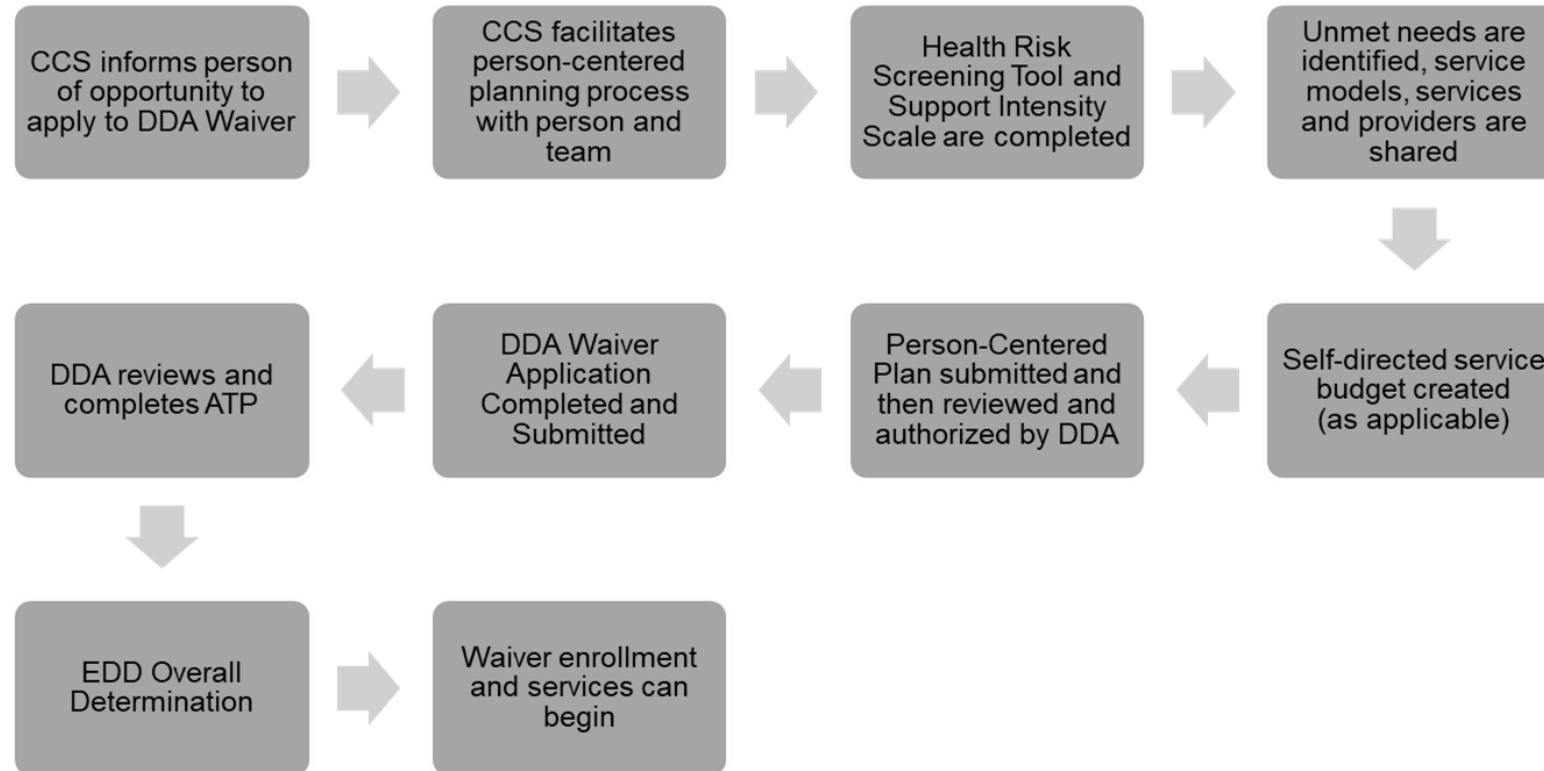 CCS informs person
of opportunity to
apply to DDA Waiver
CCS facilitates
person-centered
planning process
with person and
team
Health Risk
Screening Tool and
Support Intensity
Scale are completed
Unmet needs are
identified, service
models, services
and providers are
shared
Self-directed service
budget created
(as applicable)
Person-Centered
Plan submitted and
then reviewed and
authorized by DDA
DDA Waiver
Application
Completed and
Submitted
DDA reviews and
completes ATP
EDD Overall
Determination
Waiver enrollment
and services can
begin